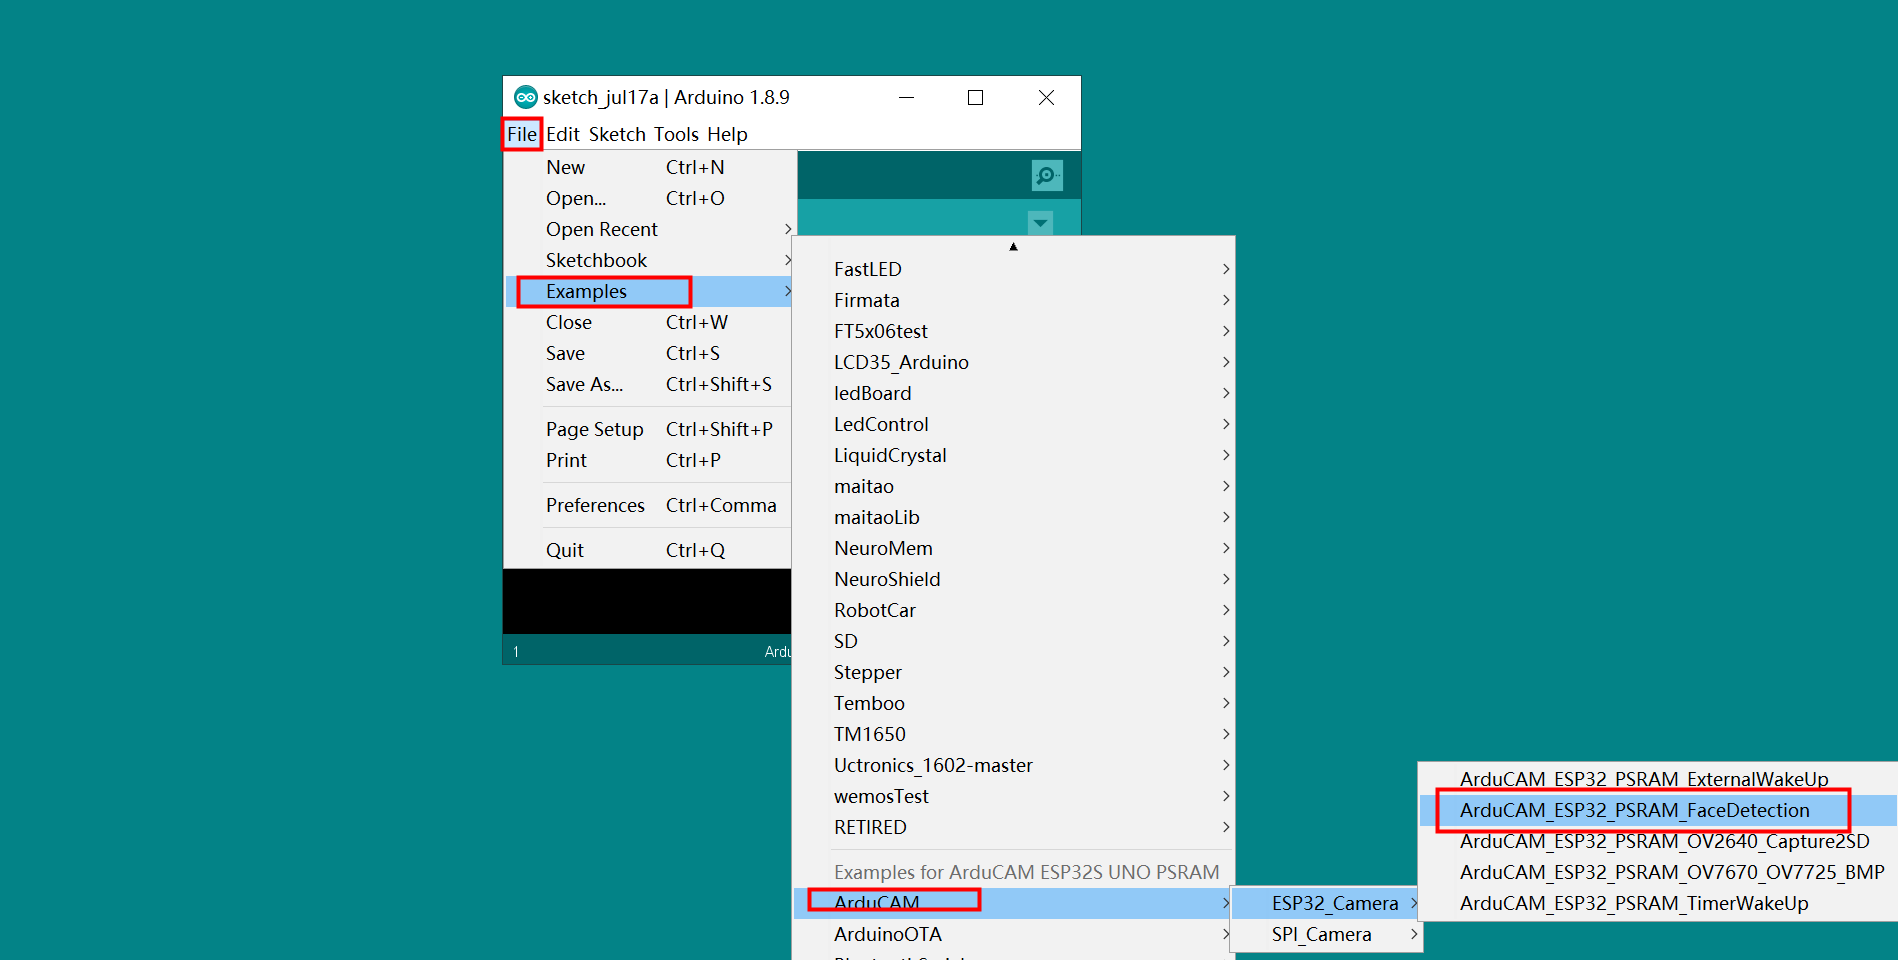 sketch_jul17a | Arduino 1.8.9
File Edit Sketch Tools Help
New Ctrl+N
Open... Ctrl+O
Open Recent
Sketchbook
Examples
Close Ctrl+W
Save Ctrl+S
Save As... Ctrl+Shift+S
Page Setup Ctrl+Shift+P
Print Ctrl+P
Preferences Ctrl+Comma
Quit Ctrl+Q
1 Ardu
FastLED
Firmata
FT5x06test
LCD35_Arduino
ledBoard
LedControl
LiquidCrystal
maitao
maitaoLib
NeuroMem
NeuroShield
RobotCar
SD
Stepper
Temboo
TM1650
Uctronics_1602-master
wemosTest
RETIRED
Examples for ArduCAM ESP32S UNO PSRAM
ArduCAM
ArduinoOTA
ESP32_Camera
SPI_Camera
ArduCAM_ESP32_PSRAM_ExternalWakeUp
ArduCAM_ESP32_PSRAM_FaceDetection
ArduCAM_ESP32_PSRAM_OV2640_Capture2SD
ArduCAM_ESP32_PSRAM_OV7670_OV7725_BMP
ArduCAM_ESP32_PSRAM_TimerWakeUp